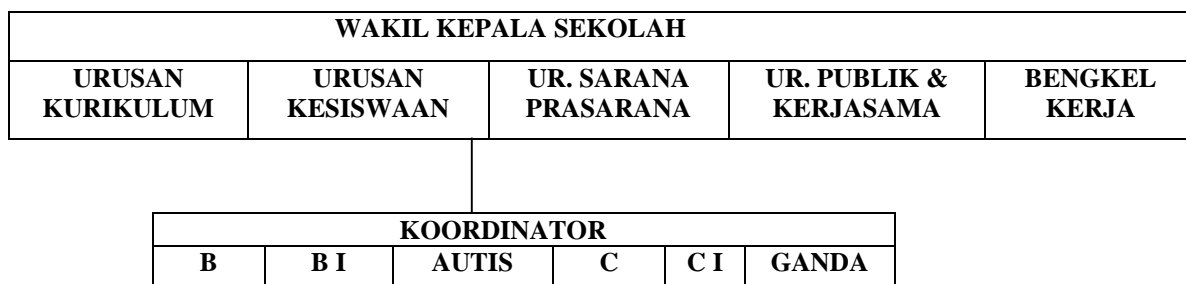 WAKIL KEPALA SEKOLAH
URUSAN KURIKULUM
URUSAN KESISWAAN
UR. SARANA PRASARANA
UR. PUBLIK & KERJASAMA
BENGKEL KERJA
KOORDINATOR
B
B I
AUTIS
C
C I
GANDA